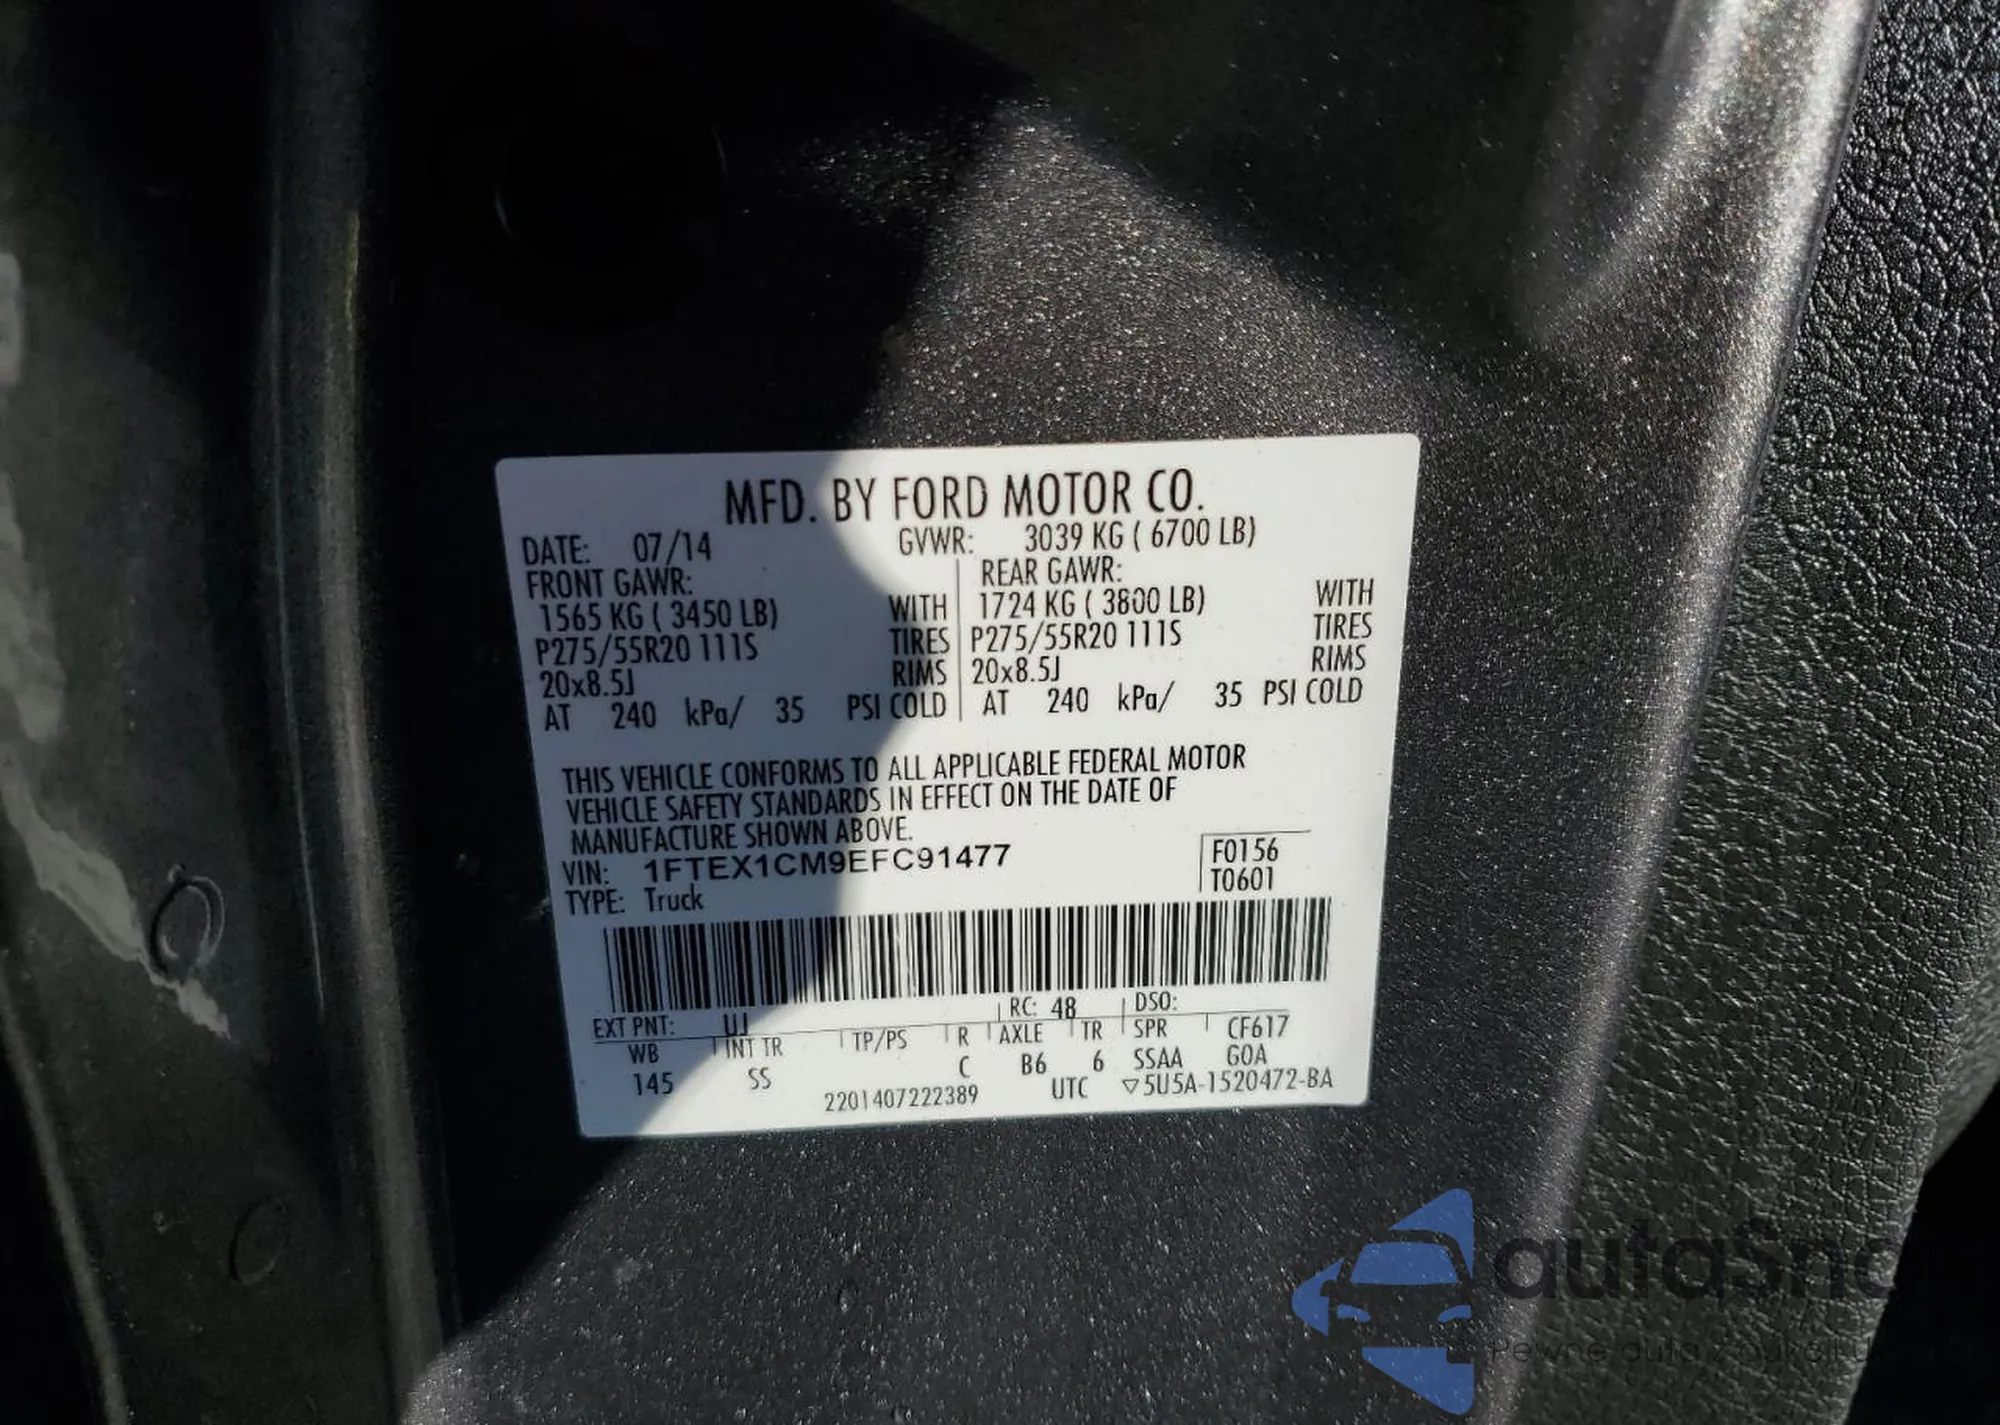 MFD. BY FORD MOTOR CO.
DATE: 07/14 GVWR: 3039 KG ( 6700 LB)
FRONT GAWR: REAR GAWR:
1565 KG ( 3450 LB) WITH 1724 KG ( 3800 LB) WITH
P275/55R20 111S TIRES P275/55R20 111S TIRES
20x8.5J RIMS 20x8.5J RIMS
AT 240 kPa/ 35 PSI COLD AT 240 kPa/ 35 PSI COLD
THIS VEHICLE CONFORMS TO ALL APPLICABLE FEDERAL MOTOR
VEHICLE SAFETY STANDARDS IN EFFECT ON THE DATE OF
MANUFACTURE SHOWN ABOVE.
VIN: 1FTEX1CM9EFC91477 F0156
TYPE: Truck T0601
EXT PNT: UJ RC: 48 DSO:
WB INT TR TP/PS R AXLE TR SPR CF617
145 SS C B6 6 SSAA GOA
2201407222389 UTC ▽5U5A-1520472-BA
autaSna
Pewne auta